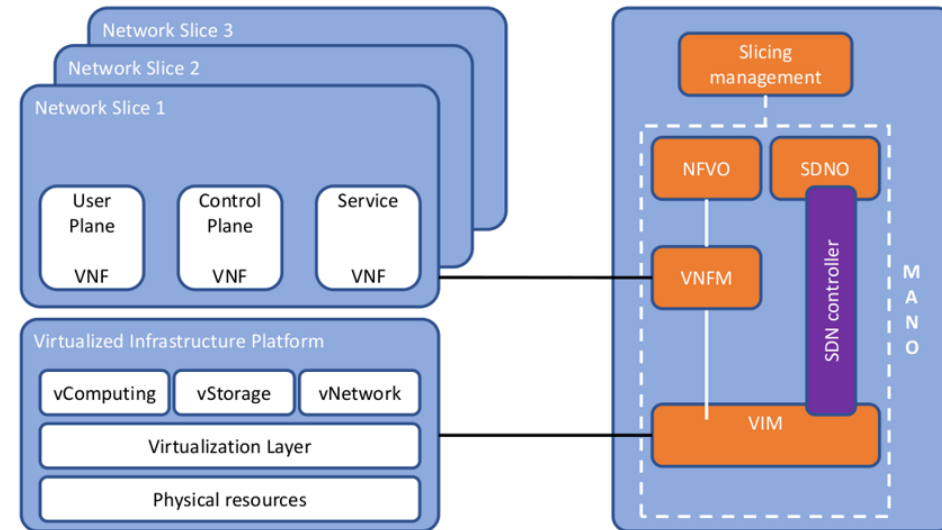 Network Slice 3
Network Slice 2
Network Slice 1
User
Plane
VNF
Control
Plane
VNF
Service
VNF
Virtualized Infrastructure Platform
vComputing
vStorage
vNetwork
Virtualization Layer
Physical resources
Slicing
management
NFVO
SDNO
VNFM
SDN controller
VIM
MANO